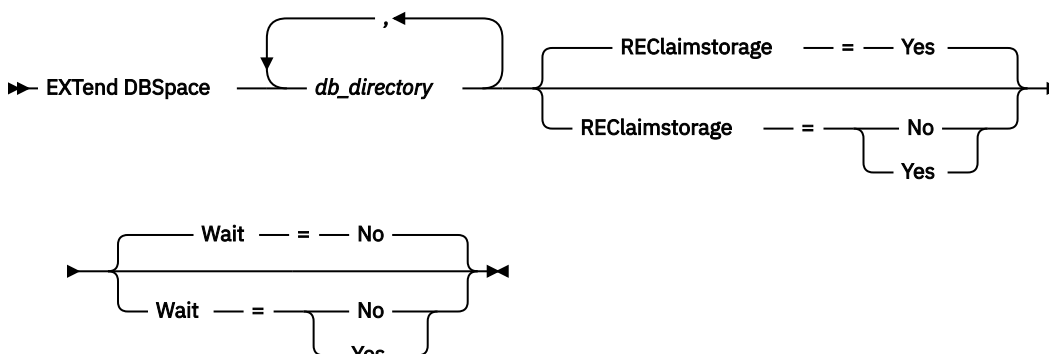 ,
REClaimstorage = Yes
EXTend DBSpace db_directory
REClaimstorage = No
Yes
Wait = No
Wait = No
Yes